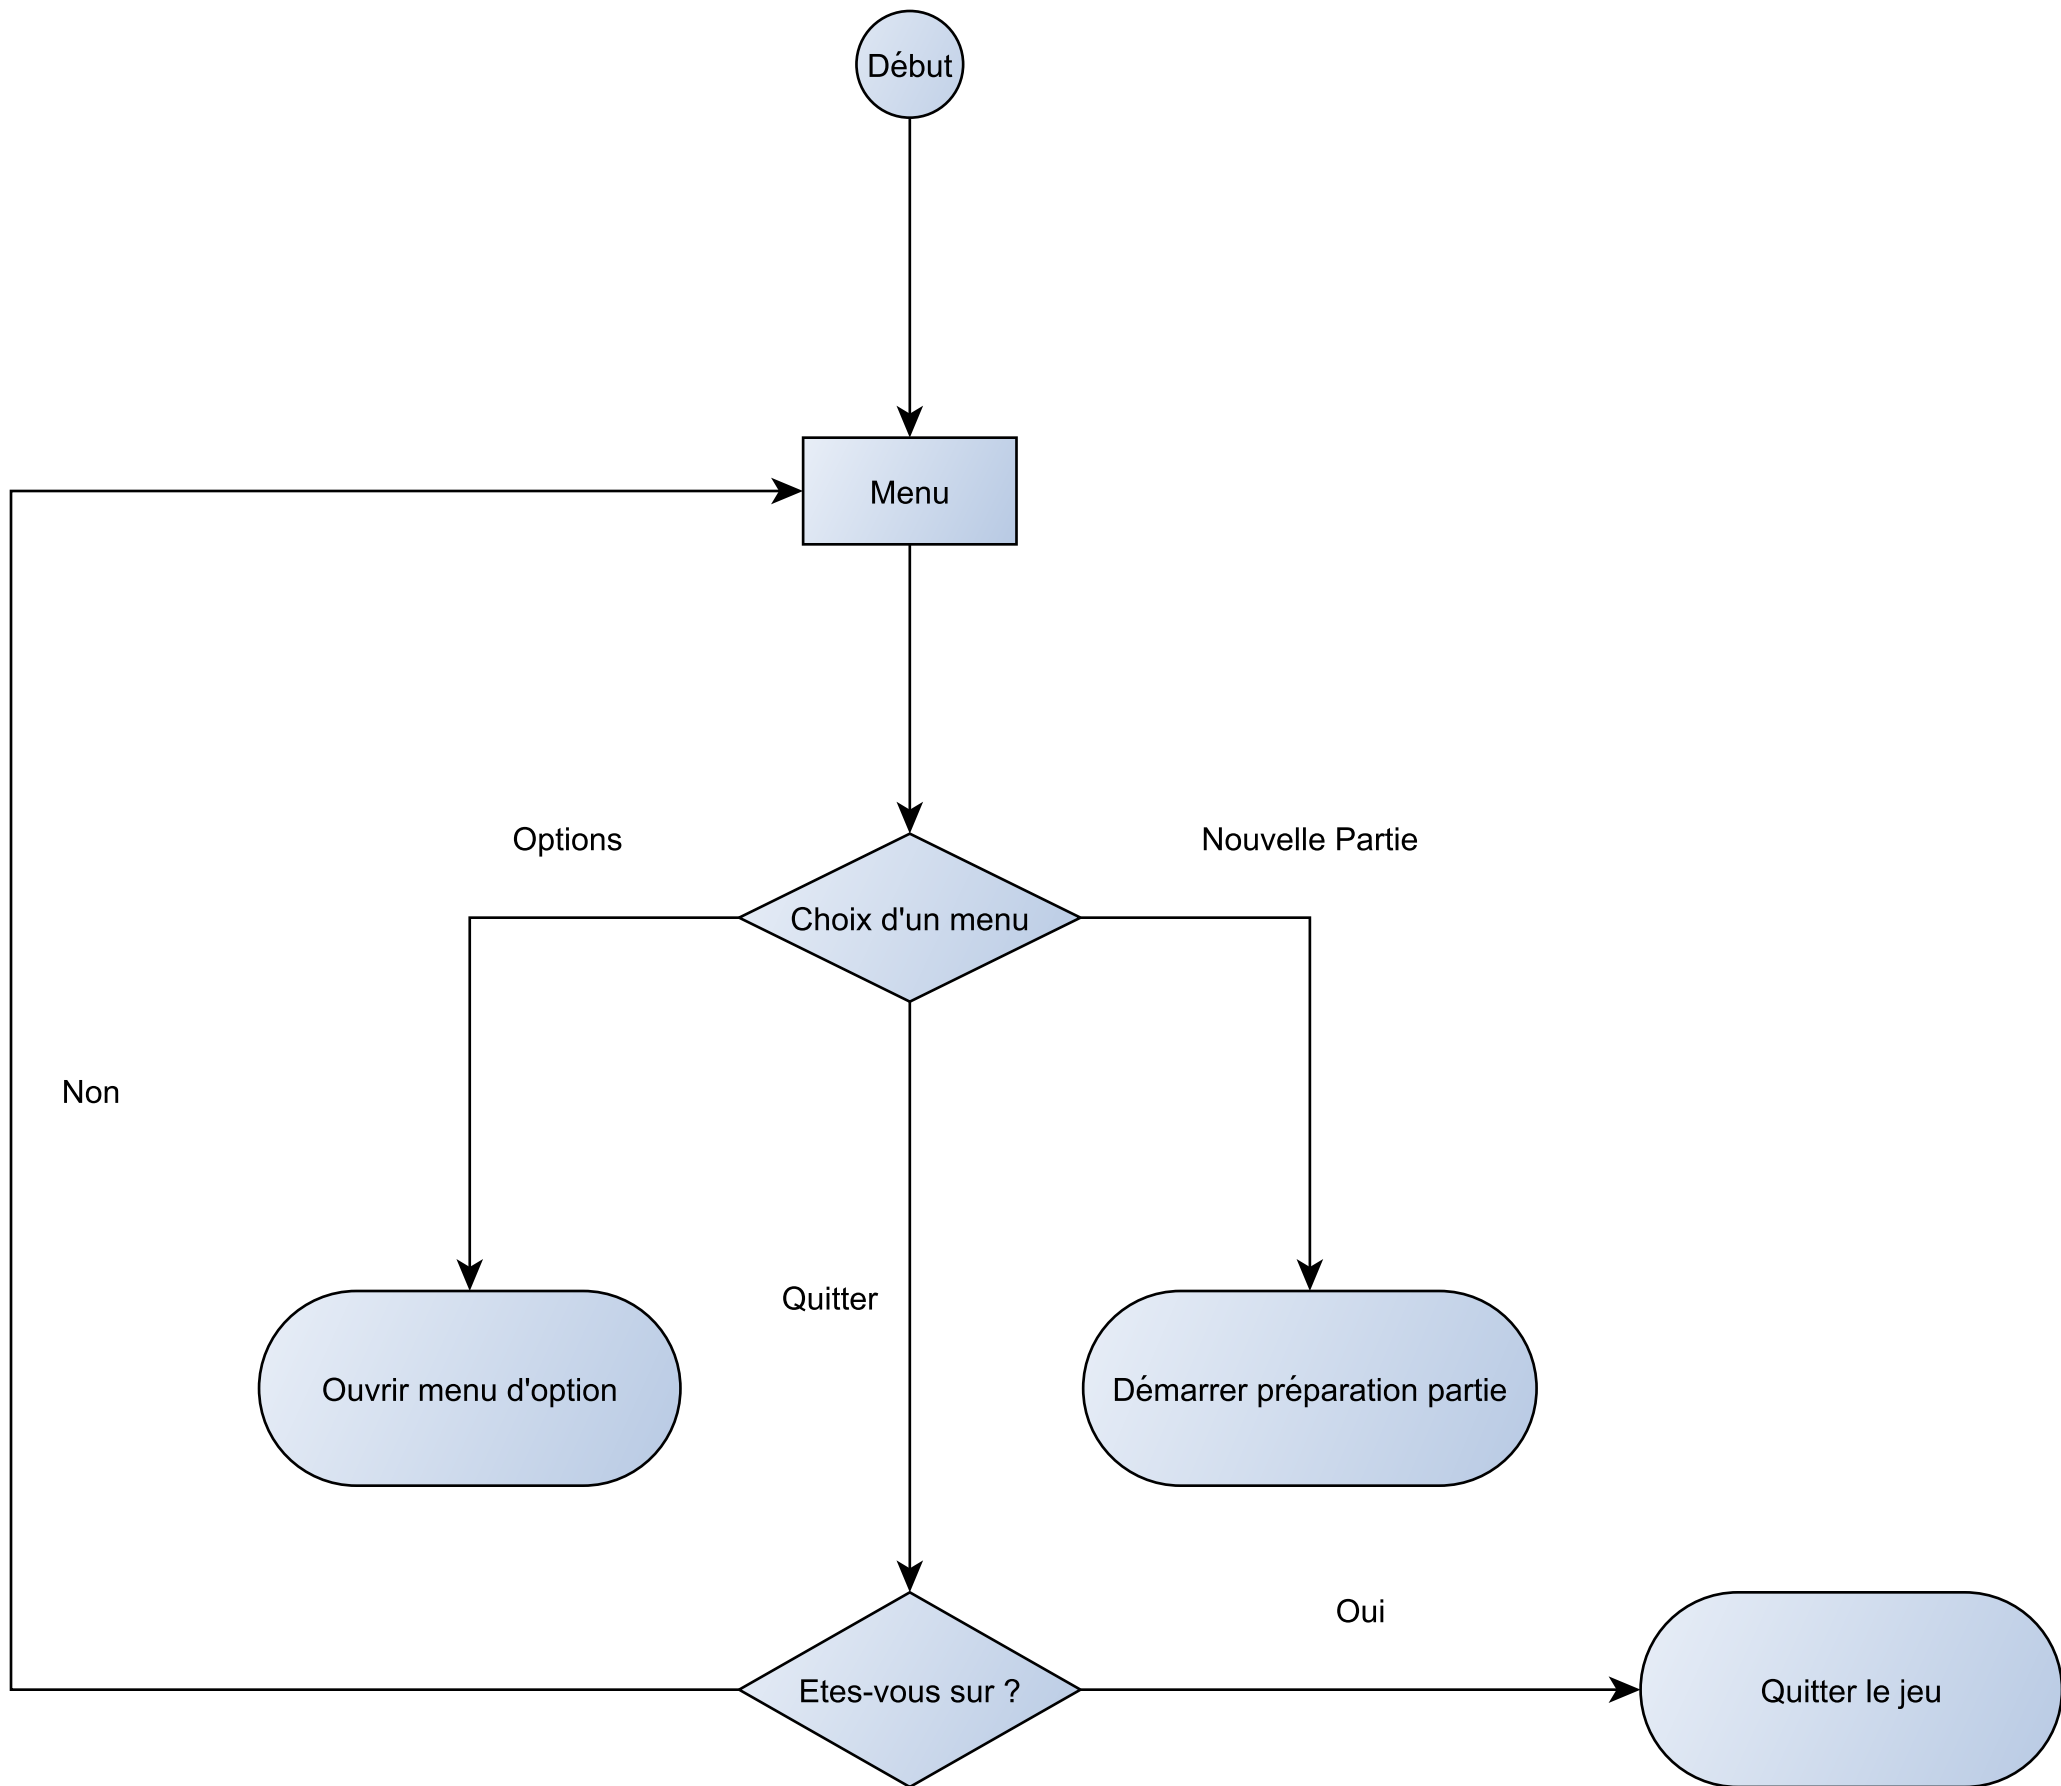 Début
Menu
Options
Nouvelle Partie
Choix d'un menu
Non
Quitter
Ouvrir menu d'option
Démarrer préparation partie
Oui
Etes-vous sur ?
Quitter le jeu